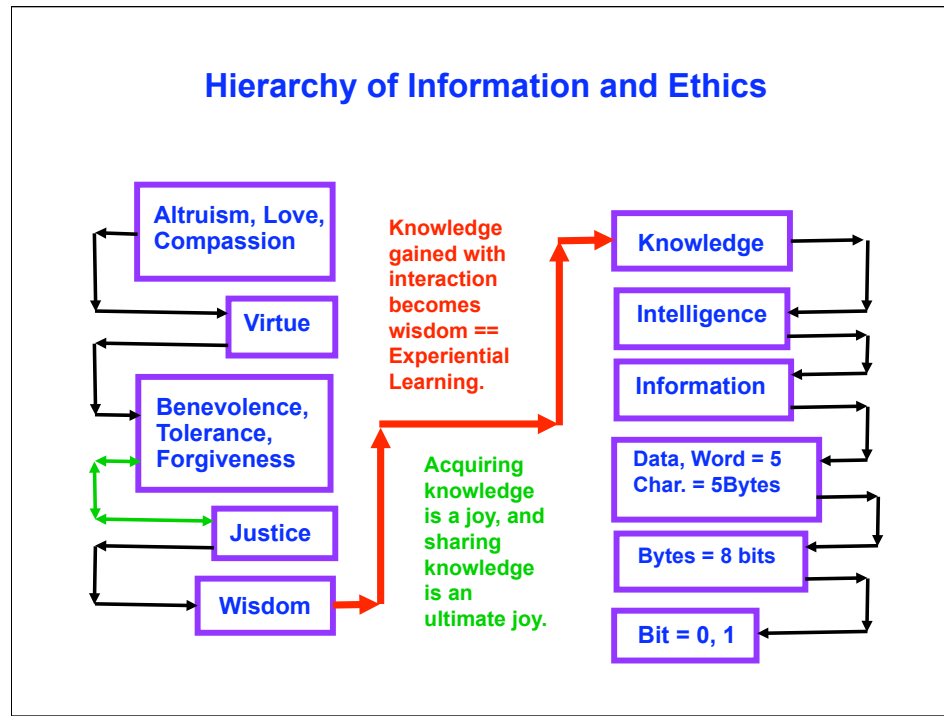 Hierarchy of Information and Ethics
Altruism, Love,
Compassion
Virtue
Benevolence,
Tolerance,
Forgiveness
Justice
Wisdom
Knowledge
gained with
interaction
becomes
wisdom ==
Experiential
Learning.
Acquiring
knowledge
is a joy, and
sharing
knowledge
is an
ultimate joy.
Knowledge
Intelligence
Information
Data, Word = 5
Char. = 5Bytes
Bytes = 8 bits
Bit = 0, 1